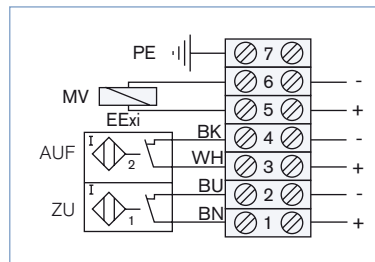 PE 7
6 -
MV 5 +
EExi
BK 4 -
AUF I 2 WH 3 +
BU 2 -
ZU I 1 BN 1 +